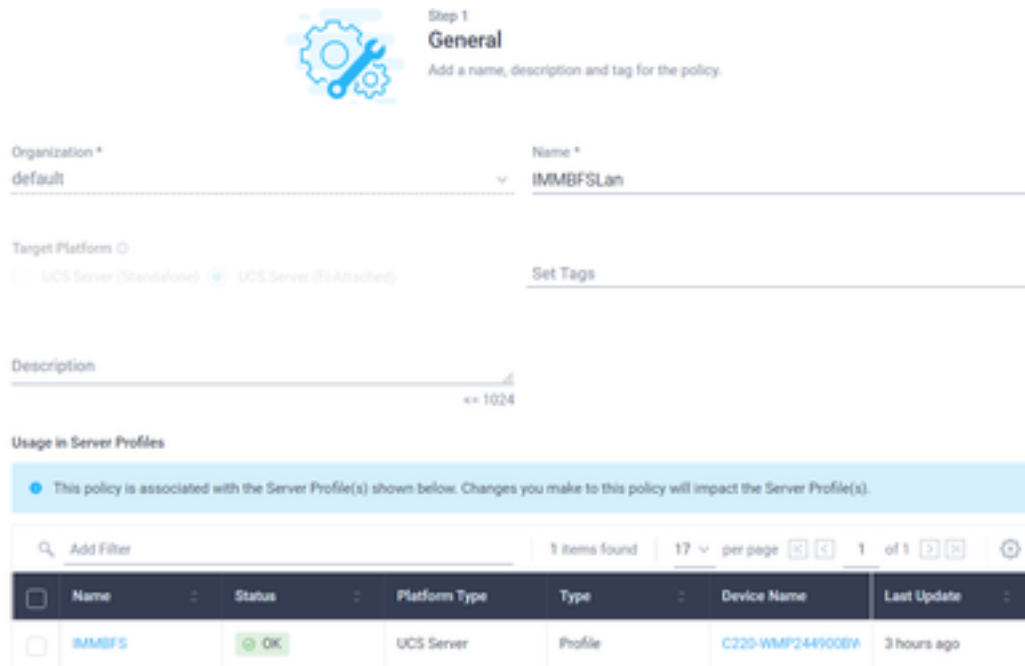 Step 1
General
Add a name, description and tag for the policy.
Organization *
default
Name *
IMMBFSLan
Target Platform
UCS Server (Standalone) UCS Server (FI-Attached)
Set Tags
Description
<= 1024
Usage in Server Profiles
This policy is associated with the Server Profile(s) shown below. Changes you make to this policy will impact the Server Profile(s).
Add Filter 1 items found 17 per page 1 of 1
Name Status Platform Type Type Device Name Last Update
IMMBFS OK UCS Server Profile C220-WMP244900BW 3 hours ago